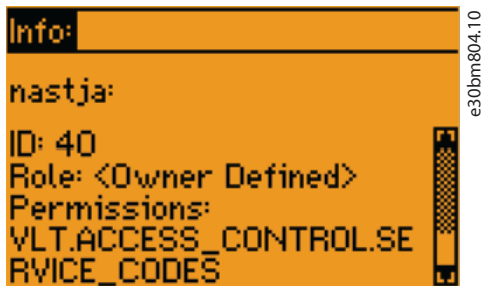 Info:
nastja:
ID: 40
Role: <Owner Defined>
Permissions:
VLT.ACCESS_CONTROL.SE
RVICE_CODES
e30bm804.10